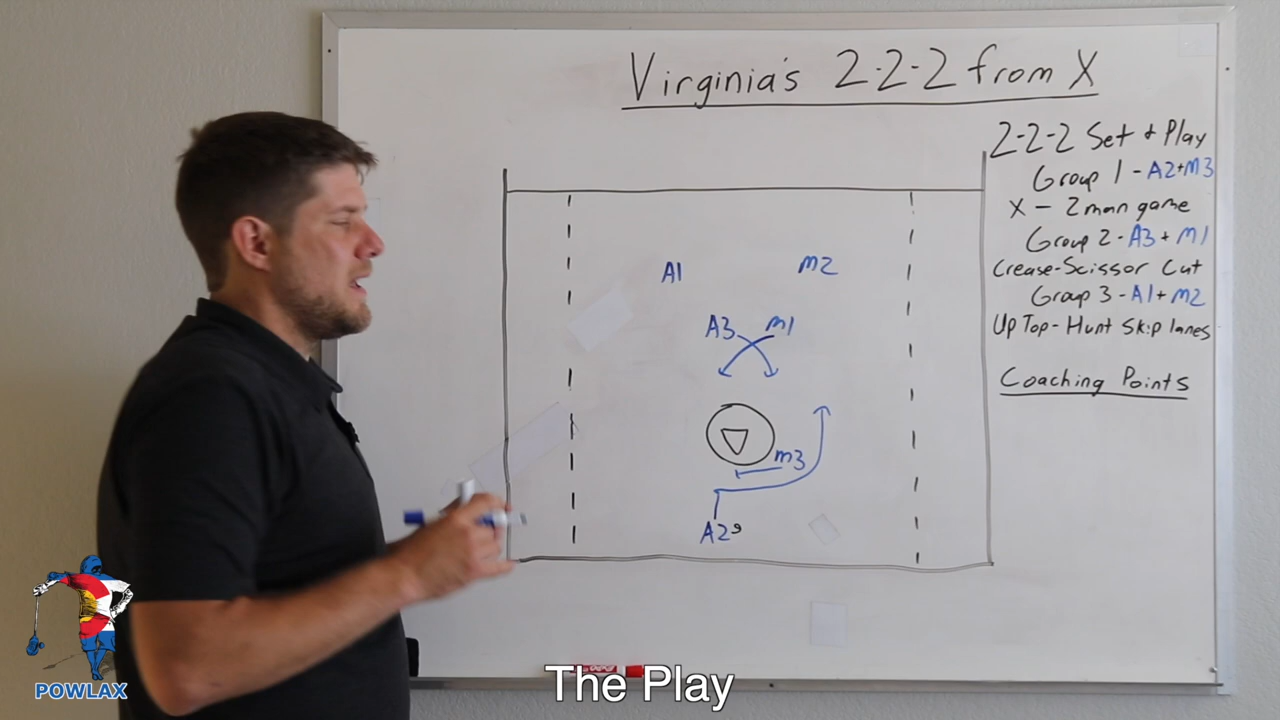 Virginia's 2-2-2 from X
2-2-2 Set + Play
Group 1 - A2+M3
X - 2 man game
Group 2 - A3 + M1
Crease-Scissor Cut
Group 3 - A1 + M2
Up Top - Hunt Skip lanes
Coaching Points
A1 M2
A3 M1
M3
A2
POWLAX
The Play